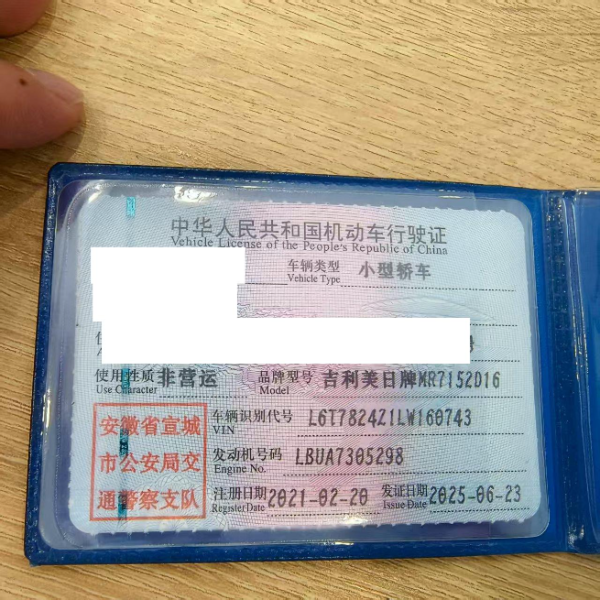 中华人民共和国机动车行驶证
Vehicle License of the People's Republic of China
车辆类型 小型轿车
Vehicle Type
使用性质 非营运 品牌型号 吉利美日牌MR7152D16
Use Character Model
安徽省宣城
市公安局交
通警察支队
车辆识别代号 L6T7824Z1LW160743
VIN
发动机号码 LBUA7305298
Engine No.
注册日期 2021-02-20 发证日期 2025-06-23
Register Date Issue Date